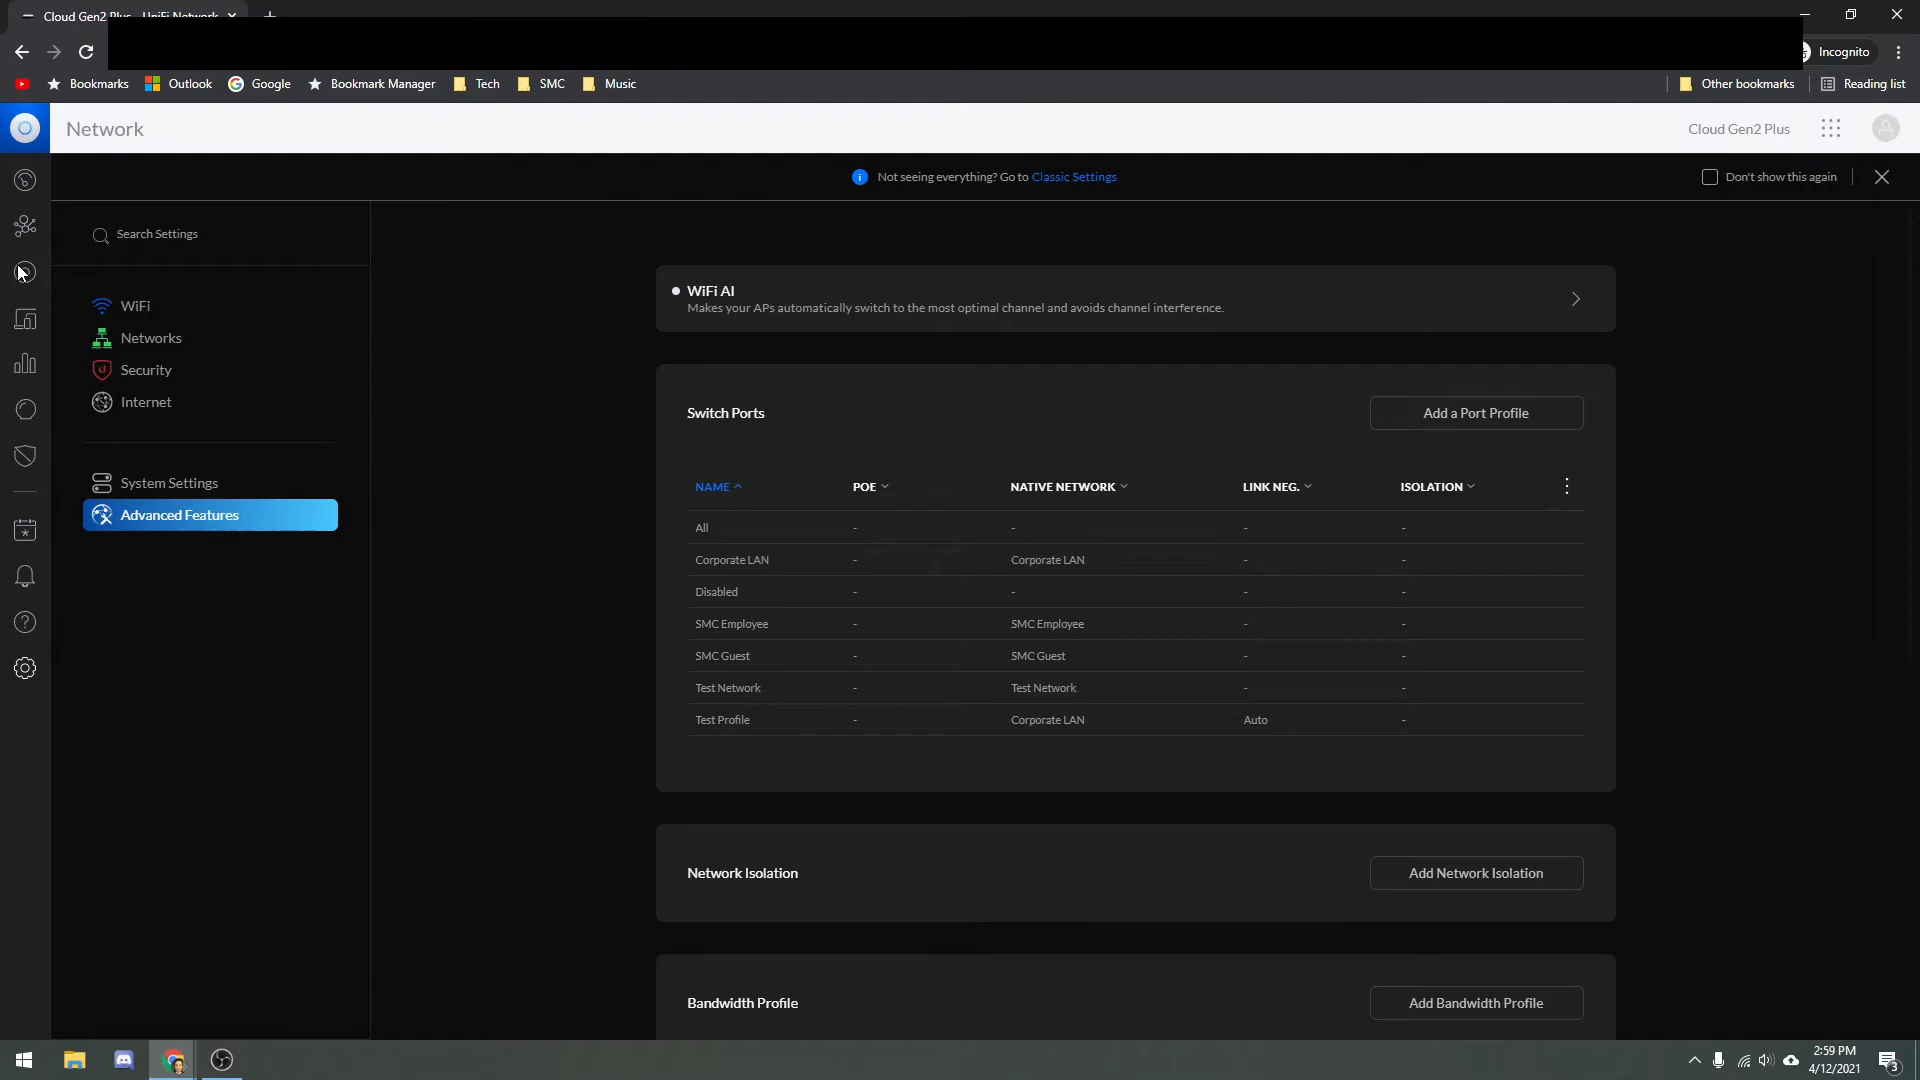 Cloud Gen2 Plus - UniFi Network
Incognito
Bookmarks Outlook Google Bookmark Manager Tech SMC Music Other bookmarks Reading list
Network Cloud Gen2 Plus
Not seeing everything? Go to Classic Settings Don't show this again
Search Settings
WiFi
Networks
Security
Internet
System Settings
Advanced Features
WiFi AI
Makes your APs automatically switch to the most optimal channel and avoids channel interference.
Switch Ports Add a Port Profile
NAME POE NATIVE NETWORK LINK NEG. ISOLATION
All - - - -
Corporate LAN - Corporate LAN - -
Disabled - - - -
SMC Employee - SMC Employee - -
SMC Guest - SMC Guest - -
Test Network - Test Network - -
Test Profile - Corporate LAN Auto -
Network Isolation Add Network Isolation
Bandwidth Profile Add Bandwidth Profile
2:59 PM
4/12/2021
3